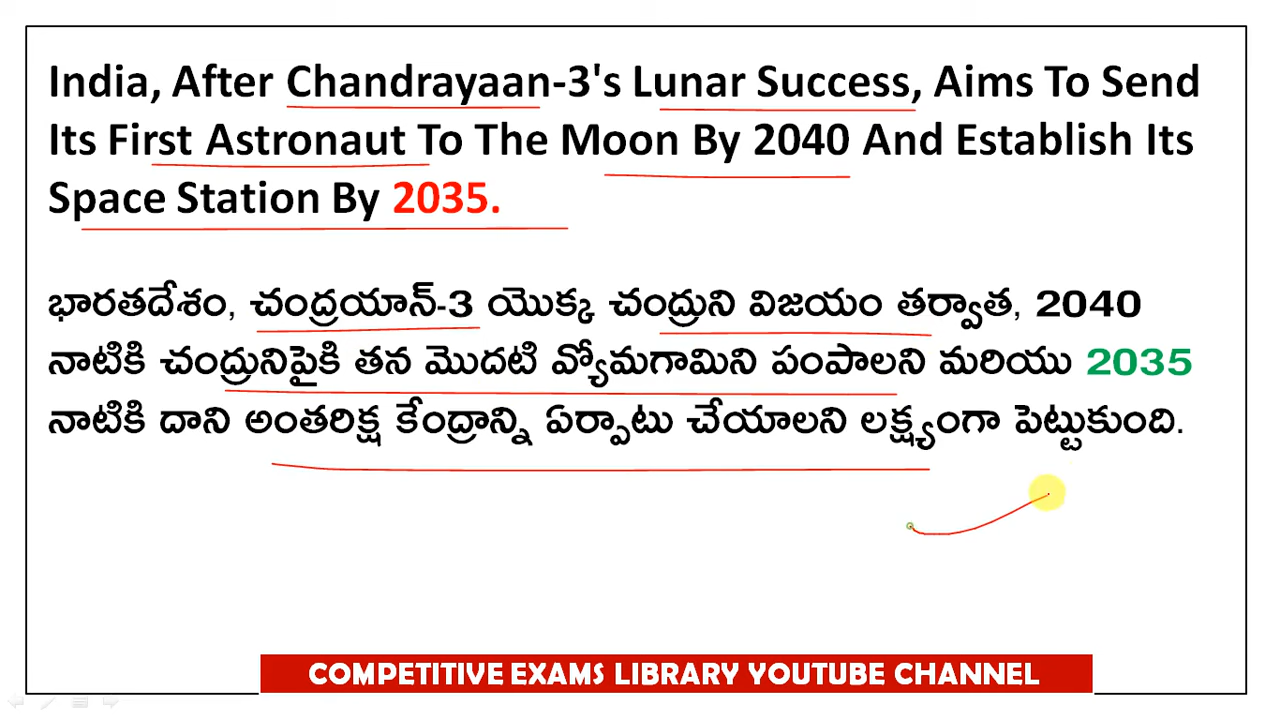 India, After Chandrayaan-3's Lunar Success, Aims To Send
Its First Astronaut To The Moon By 2040 And Establish Its
Space Station By 2035.
భారతదేశం, చంద్రయాన్-3 యొక్క చంద్రుని విజయం తర్వాత, 2040
నాటికి చంద్రునిపైకి తన మొదటి వ్యోమగామిని పంపాలని మరియు 2035
నాటికి దాని అంతరిక్ష కేంద్రాన్ని ఏర్పాటు చేయాలని లక్ష్యంగా పెట్టుకుంది.
COMPETITIVE EXAMS LIBRARY YOUTUBE CHANNEL